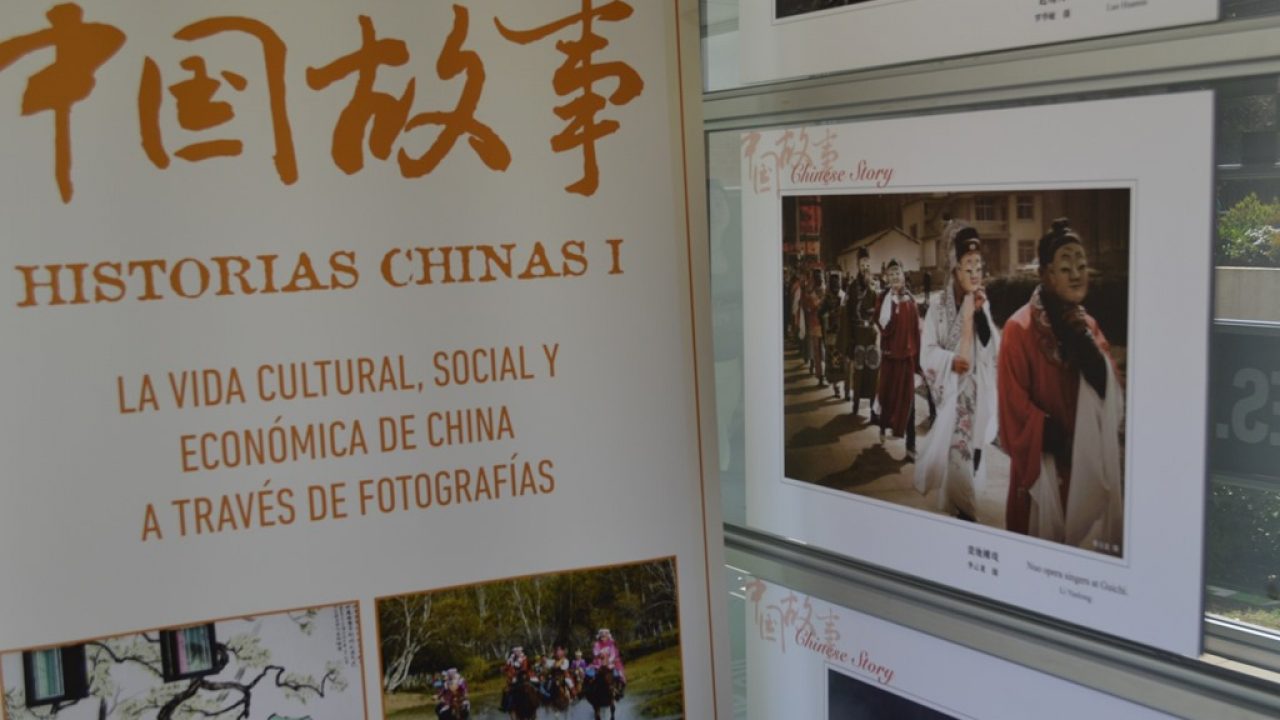 中国故事
HISTORIAS CHINAS I
LA VIDA CULTURAL, SOCIAL Y
ECONÓMICA DE CHINA
A TRAVÉS DE FOTOGRAFÍAS
中国故事
Chinese Story
Nuo opera singers at Guichi.
中国故事
Chinese Story
ES.